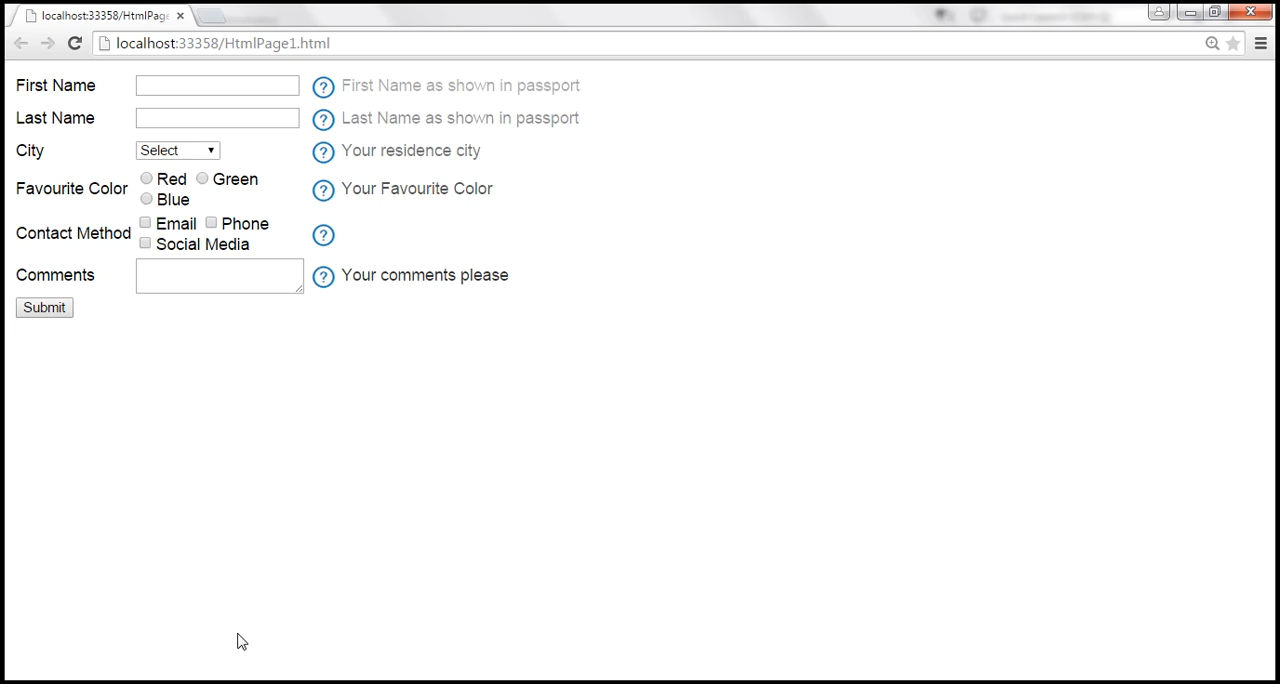 localhost:33358/HtmlPage
localhost:33358/HtmlPage1.html
First Name ? First Name as shown in passport
Last Name ? Last Name as shown in passport
City Select ? Your residence city
Favourite Color Red Green Blue ? Your Favourite Color
Contact Method Email Phone Social Media ?
Comments ? Your comments please
Submit